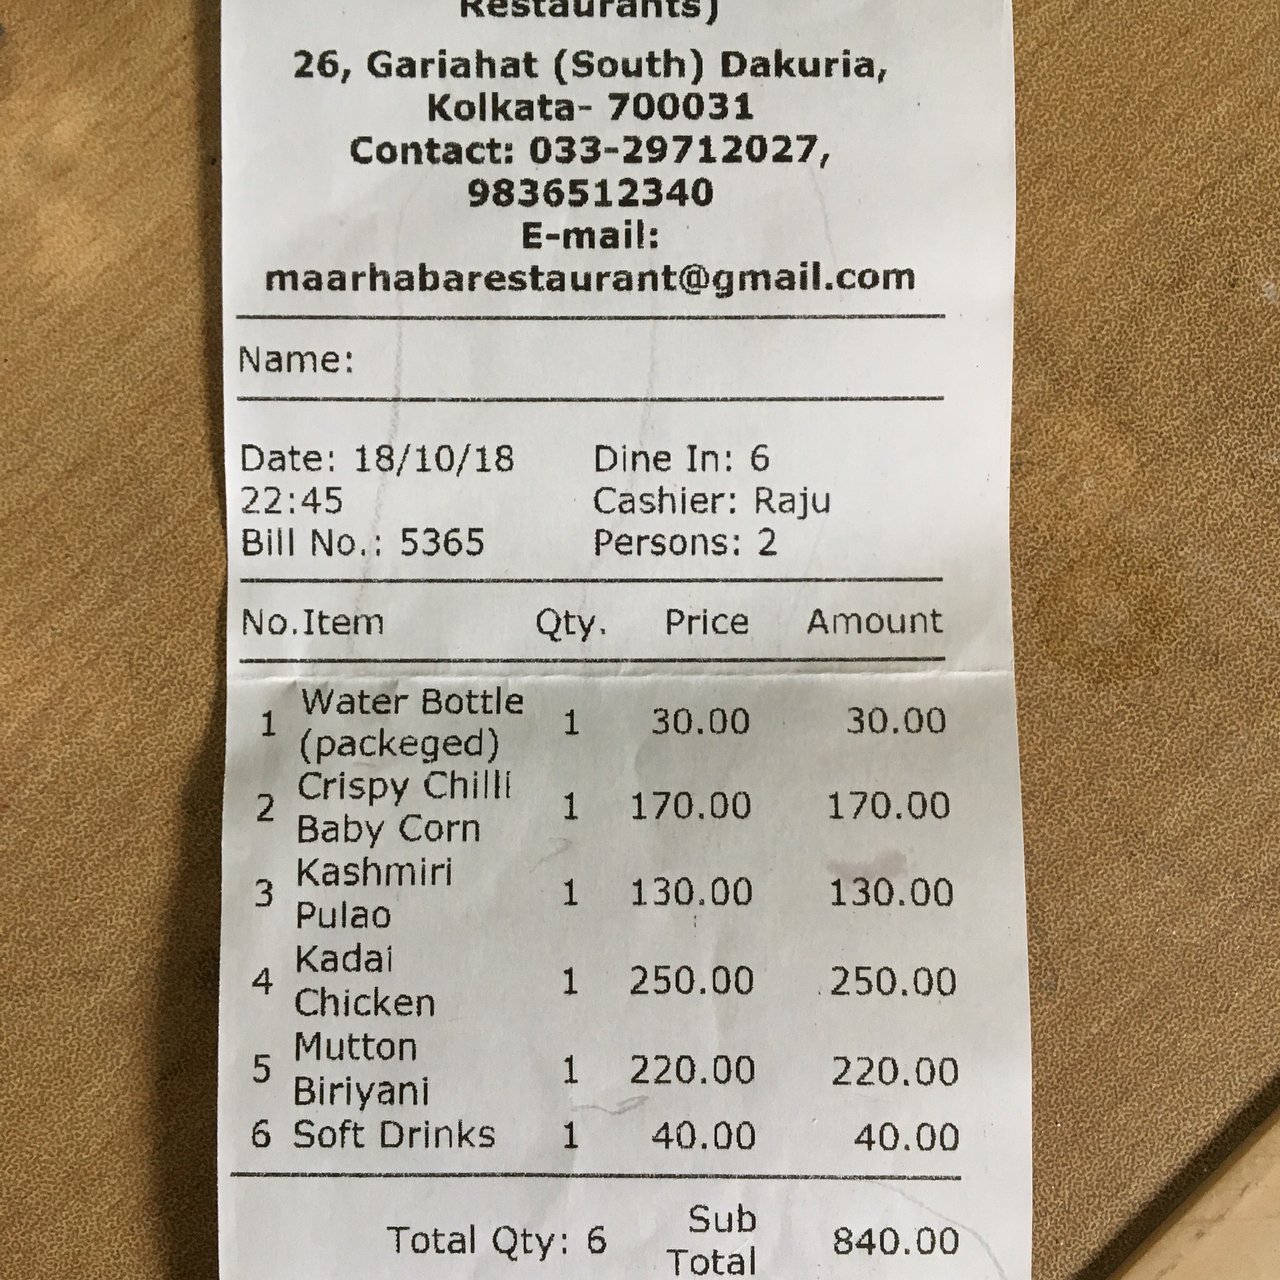 Restaurants)
26, Gariahat (South) Dakuria,
Kolkata- 700031
Contact: 033-29712027,
9836512340
E-mail:
maarhabarestaurant@gmail.com
Name:
Date: 18/10/18 Dine In: 6
22:45 Cashier: Raju
Bill No.: 5365 Persons: 2
No.Item Qty. Price Amount
1 Water Bottle (packeged) 1 30.00 30.00
2 Crispy Chilli Baby Corn 1 170.00 170.00
3 Kashmiri Pulao 1 130.00 130.00
4 Kadai Chicken 1 250.00 250.00
5 Mutton Biriyani 1 220.00 220.00
6 Soft Drinks 1 40.00 40.00
Total Qty: 6 Sub Total 840.00